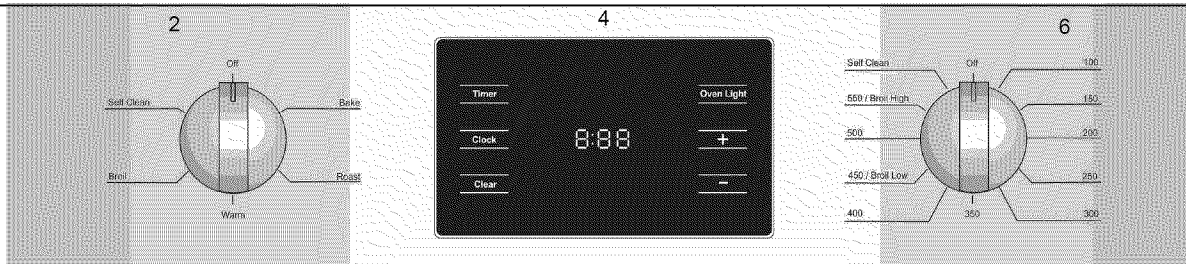 2
Off
Self Clean
Bake
Broil
Roast
Warm
4
Timer
Oven Light
8:88
Clock
+
Clear
−
6
Self Clean
Off
100
550 / Broil High
150
500
200
450 / Broil Low
250
400
350
300